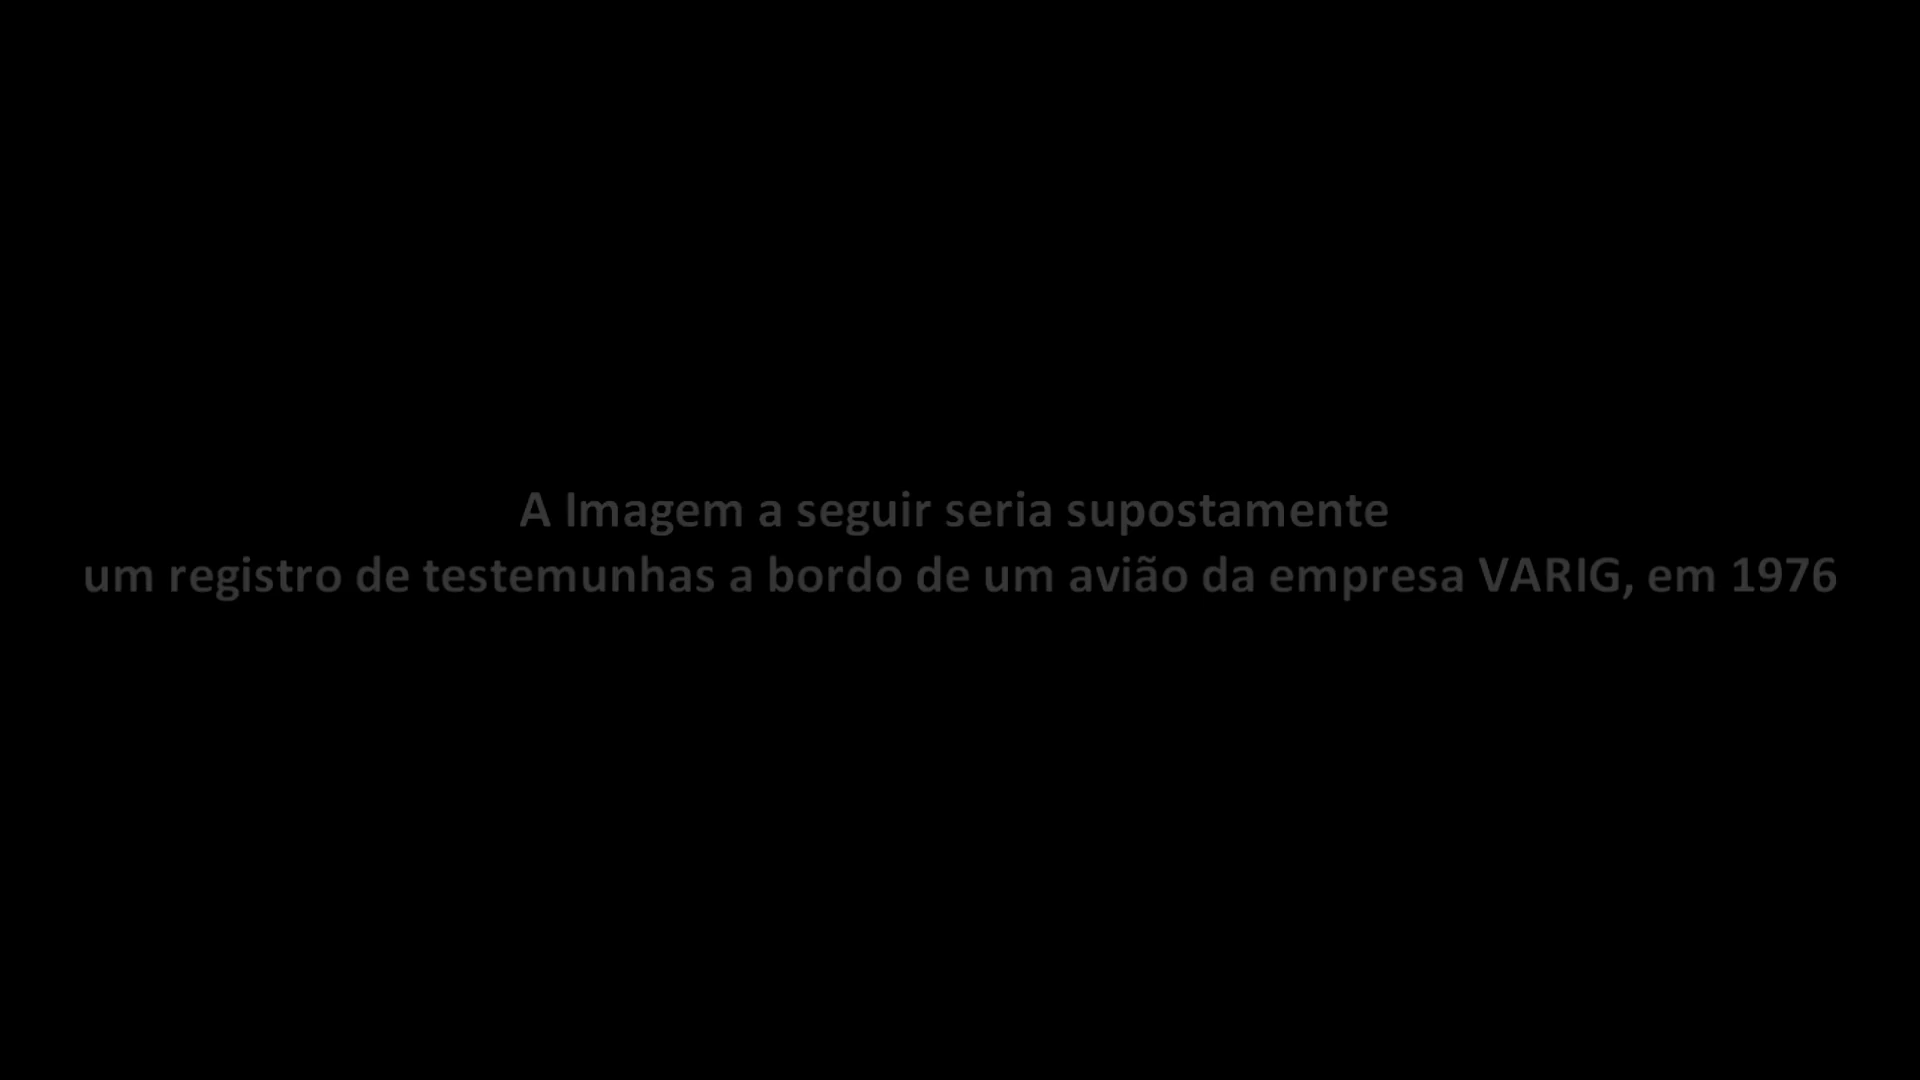 A Imagem a seguir seria supostamente
um registro de testemunhas a bordo de um avião da empresa VARIG, em 1976